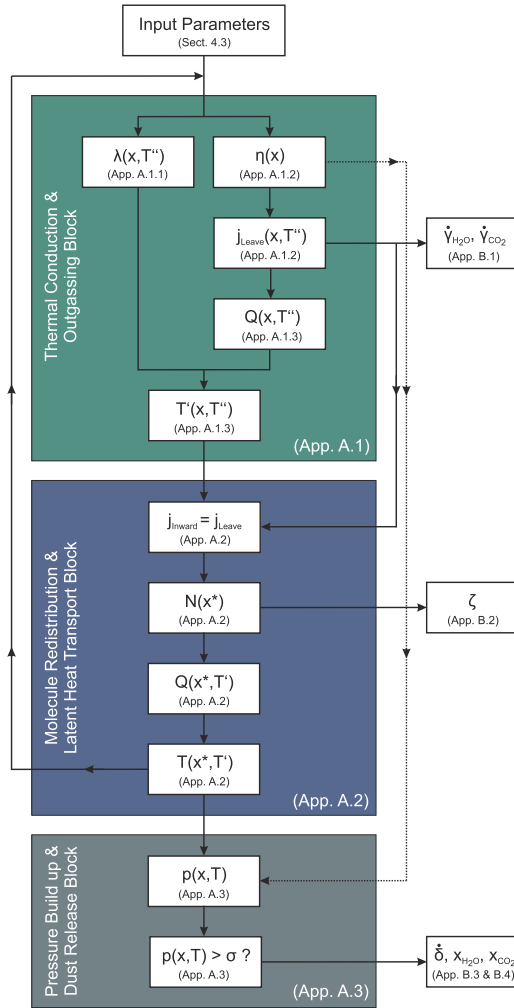 Input Parameters
(Sect. 4.3)
Thermal Conduction &
Outgassing Block
λ(x,T“)
(App. A.1.1)
η(x)
(App. A.1.2)
jLeave(x,T“)
(App. A.1.2)
γ̇H₂O, γ̇CO₂
(App. B.1)
Q(x,T“)
(App. A.1.3)
T‘(x,T“)
(App. A.1.3)
(App. A.1)
Molecule Redistribution &
Latent Heat Transport Block
jInward = jLeave
(App. A.2)
N(x*)
(App. A.2)
ζ
(App. B.2)
Q(x*,T‘)
(App. A.2)
T(x*,T‘)
(App. A.2)
(App. A.2)
Pressure Build up &
Dust Release Block
p(x,T)
(App. A.3)
p(x,T) > σ ?
(App. A.3)
δ̇, xH₂O, xCO₂
(App. B.3 & B.4)
(App. A.3)